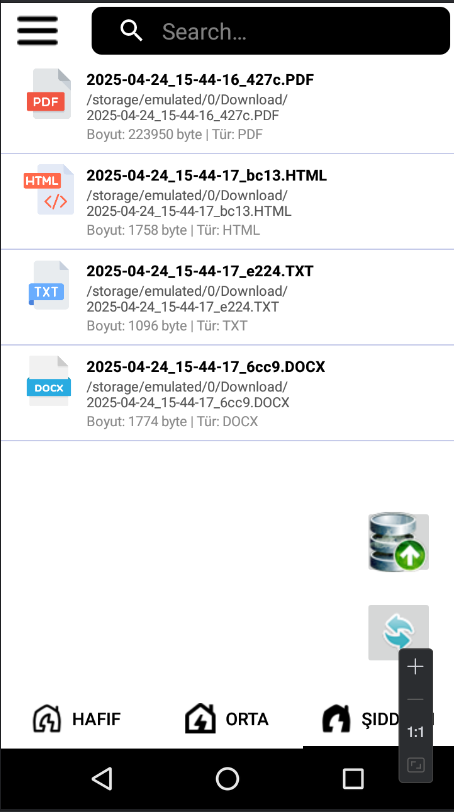 Search...
PDF
2025-04-24_15-44-16_427c.PDF
/storage/emulated/0/Download/
2025-04-24_15-44-16_427c.PDF
Boyut: 223950 byte | Tür: PDF
HTML
</>
2025-04-24_15-44-17_bc13.HTML
/storage/emulated/0/Download/
2025-04-24_15-44-17_bc13.HTML
Boyut: 1758 byte | Tür: HTML
TXT
2025-04-24_15-44-17_e224.TXT
/storage/emulated/0/Download/
2025-04-24_15-44-17_e224.TXT
Boyut: 1096 byte | Tür: TXT
DOCX
2025-04-24_15-44-17_6cc9.DOCX
/storage/emulated/0/Download/
2025-04-24_15-44-17_6cc9.DOCX
Boyut: 1774 byte | Tür: DOCX
HAFIF
ORTA
1:1